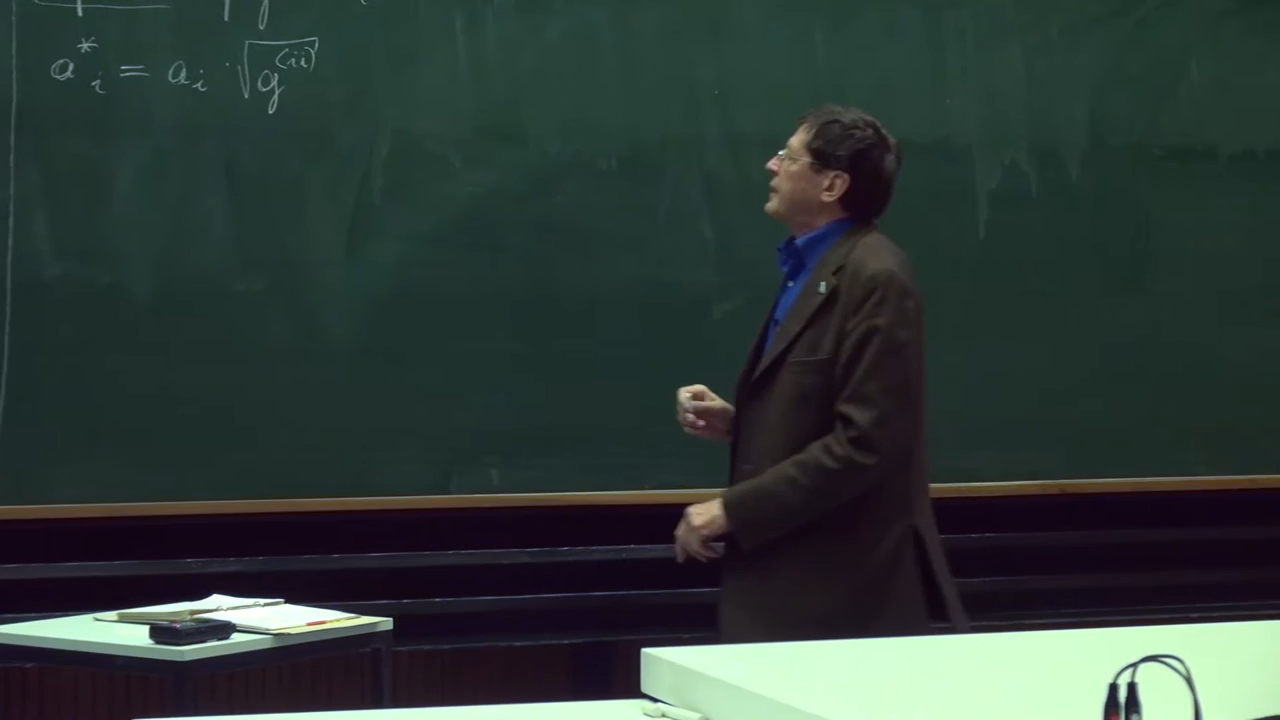 a*ᵢ = aᵢ · √g⁽ⁱⁱ⁾